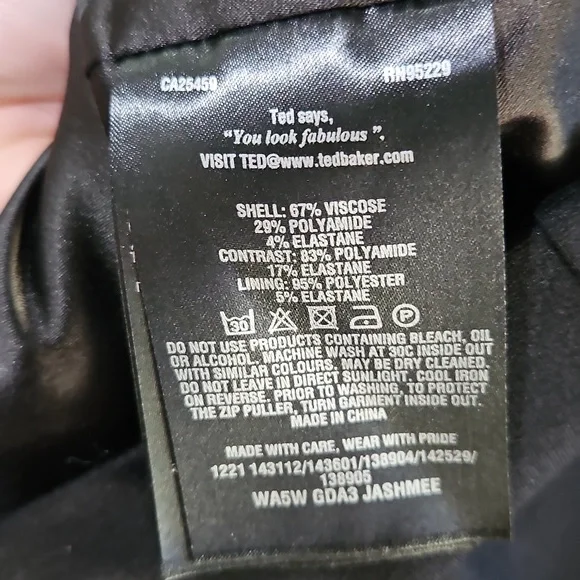 CA25459 RN95229
Ted says,
"You look fabulous".
VISIT TED@www.tedbaker.com
SHELL: 67% VISCOSE
29% POLYAMIDE
4% ELASTANE
CONTRAST: 83% POLYAMIDE
17% ELASTANE
LINING: 95% POLYESTER
5% ELASTANE
30 P
DO NOT USE PRODUCTS CONTAINING BLEACH, OIL
OR ALCOHOL. MACHINE WASH AT 30C INSIDE OUT
WITH SIMILAR COLOURS. MAY BE DRY CLEANED.
DO NOT LEAVE IN DIRECT SUNLIGHT. COOL IRON
ON REVERSE. PRIOR TO WASHING, TO PROTECT
THE ZIP PULLER, TURN GARMENT INSIDE OUT.
MADE IN CHINA
MADE WITH CARE, WEAR WITH PRIDE
1221 143112/143601/138904/142529/
138905
WA5W GDA3 JASHMEE